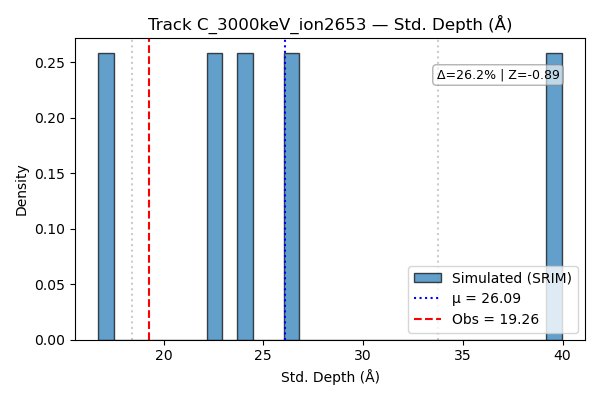 Track C_3000keV_ion2653 — Std. Depth (Å)
Δ=26.2% | Z=-0.89
Density
0.25
0.20
0.15
0.10
0.05
0.00
Simulated (SRIM)
μ = 26.09
Obs = 19.26
20 25 30 35 40
Std. Depth (Å)